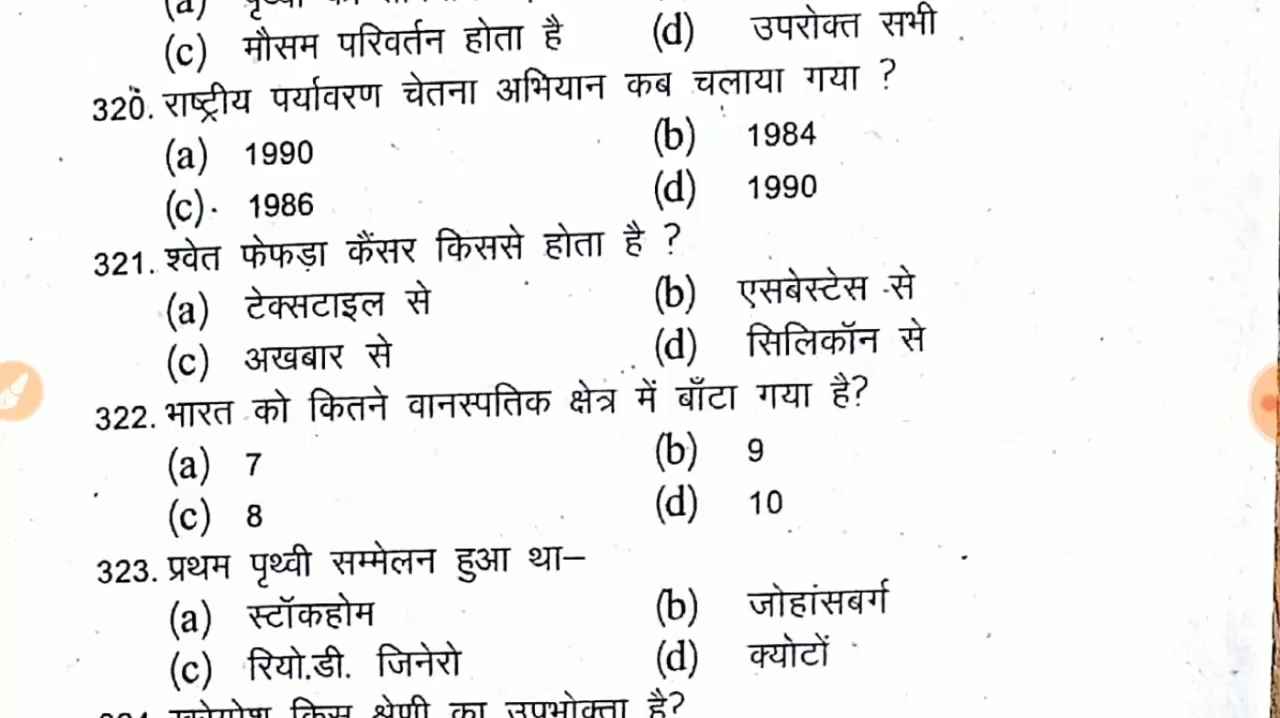 (c) मौसम परिवर्तन होता है (d) उपरोक्त सभी
320. राष्ट्रीय पर्यावरण चेतना अभियान कब चलाया गया ?
(a) 1990 (b) 1984
(c) 1986 (d) 1990
321. श्वेत फेफड़ा कैंसर किससे होता है ?
(a) टेक्सटाइल से (b) एसबेस्टेस से
(c) अखबार से (d) सिलिकॉन से
322. भारत को कितने वानस्पतिक क्षेत्र में बाँटा गया है?
(a) 7 (b) 9
(c) 8 (d) 10
323. प्रथम पृथ्वी सम्मेलन हुआ था–
(a) स्टॉकहोम (b) जोहांसबर्ग
(c) रियो.डी. जिनेरो (d) क्योटों
किस श्रेणी का उपभोक्ता है?